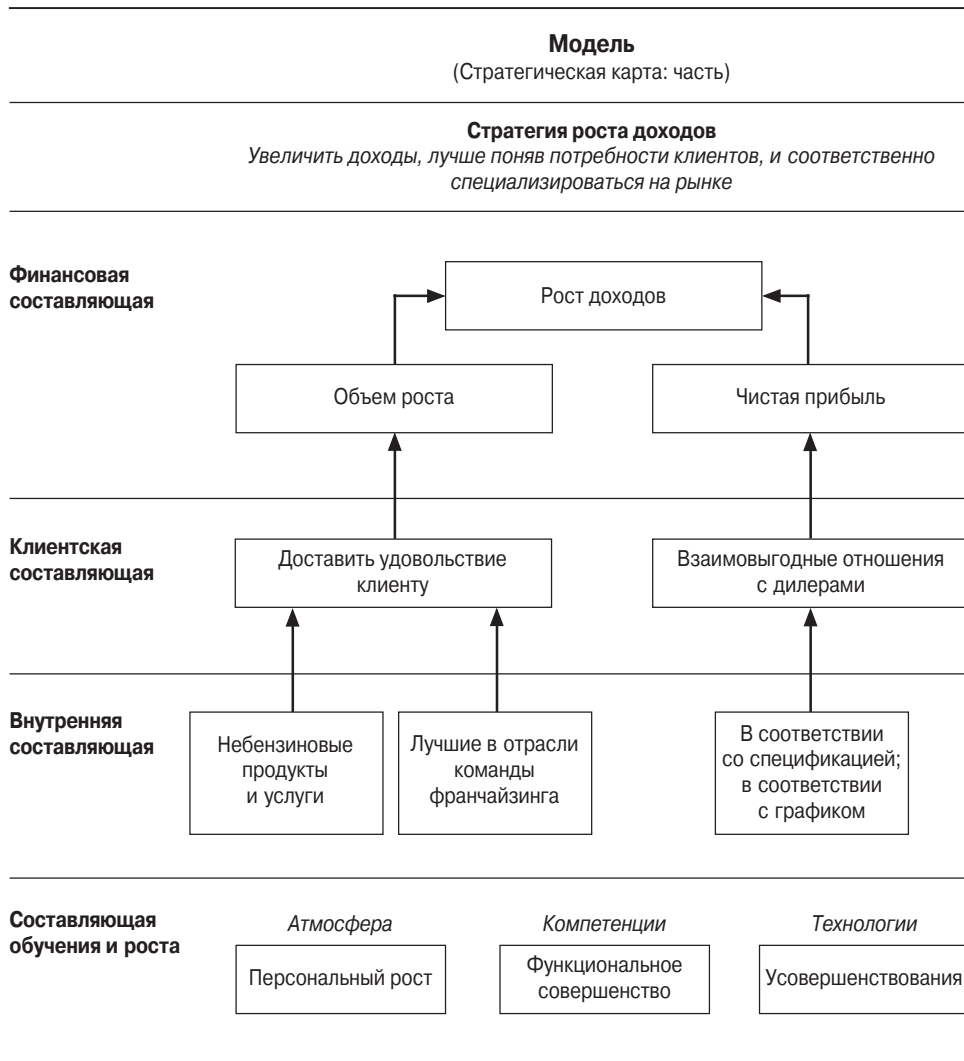 Модель
(Стратегическая карта: часть)
Стратегия роста доходов
Увеличить доходы, лучше поняв потребности клиентов, и соответственно
специализироваться на рынке
Финансовая
составляющая
Рост доходов
Объем роста
Чистая прибыль
Клиентская
составляющая
Доставить удовольствие
клиенту
Взаимовыгодные отношения
с дилерами
Внутренняя
составляющая
Небензиновые
продукты
и услуги
Лучшие в отрасли
команды
франчайзинга
В соответствии
со спецификацией;
в соответствии
с графиком
Составляющая
обучения и роста
Атмосфера
Персональный рост
Компетенции
Функциональное
совершенство
Технологии
Усовершенствования